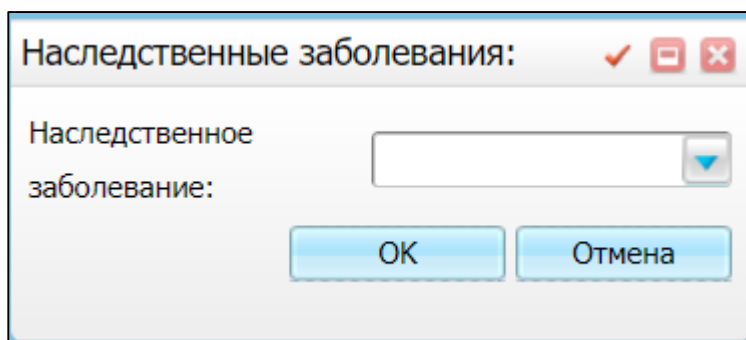 Наследственные заболевания:
Наследственное
заболевание:
OK
Отмена